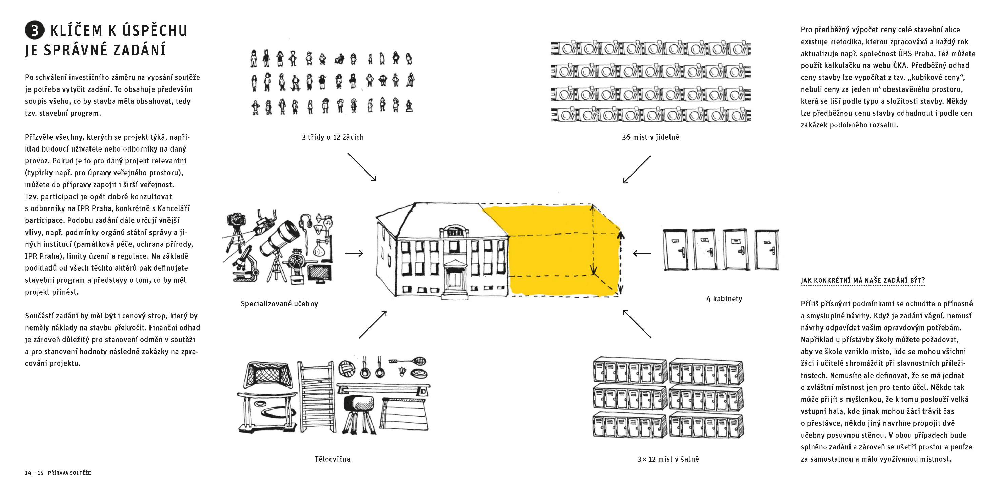 3 KLÍČEM K ÚSPĚCHU
JE SPRÁVNÉ ZADÁNÍ
Po schválení investičního záměru na vypsání soutěže
je potřeba vytyčit zadání. To obsahuje především
soupis všeho, co by stavba měla obsahovat, tedy
tzv. stavební program.
Přizvěte všechny, kterých se projekt týká, napří-
klad budoucí uživatele nebo odborníky na daný
provoz. Pokud je to pro daný projekt relevantní
(typicky např. pro úpravy veřejného prostoru),
můžete do přípravy zapojit i širší veřejnost.
Tzv. participaci je opět dobré konzultovat
s odborníky na IPR Praha, konkrétně s Kanceláří
participace. Podobu zadání dále určují vnější
vlivy, např. podmínky orgánů státní správy a ji-
ných institucí (památková péče, ochrana přírody,
IPR Praha), limity území a regulace. Na základě
podkladů od všech těchto aktérů pak definujete
stavební program a představy o tom, co by měl
projekt přinést.
Součástí zadání by měl být i cenový strop, který by
neměly náklady na stavbu překročit. Finanční odhad
je zároveň důležitý pro stanovení odměn v soutěži
a pro stanovení hodnoty následné zakázky na zpra-
cování projektu.
14 – 15 PŘÍRAVA SOUTĚŽE
3 třídy o 12 žácích
36 míst v jídelně
Specializované učebny
4 kabinety
Tělocvična
3 × 12 míst v šatně
Pro předběžný výpočet ceny celé stavební akce
existuje metodika, kterou zpracovává a každý rok
aktualizuje např. společnost ÚRS Praha. Též můžete
použít kalkulačku na webu ČKA. Předběžný odhad
ceny stavby lze vypočítat z tzv. „kubíkové ceny“,
neboli ceny za jeden m³ obestavěného prostoru,
která se liší podle typu a složitosti stavby. Někdy
lze předběžnou cenu stavby odhadnout i podle cen
zakázek podobného rozsahu.
JAK KONKRÉTNÍ MÁ NAŠE ZADÁNÍ BÝT?
Příliš přísnými podmínkami se ochudíte o přínosné
a smysluplné návrhy. Když je zadání vágní, nemusí
návrhy odpovídat vašim opravdovým potřebám.
Například u přístavby školy můžete požadovat,
aby ve škole vzniklo místo, kde se mohou všichni
žáci i učitelé shromáždit při slavnostních příleži-
tostech. Nemusíte ale definovat, že se má jednat
o zvláštní místnost jen pro tento účel. Někdo tak
může přijít s myšlenkou, že k tomu poslouží velká
vstupní hala, kde jinak mohou žáci trávit čas
o přestávce, někdo jiný navrhne propojit dvě
učebny posuvnou stěnou. V obou případech bude
splněno zadání a zároveň se ušetří prostor a peníze
za samostatnou a málo využívanou místnost.